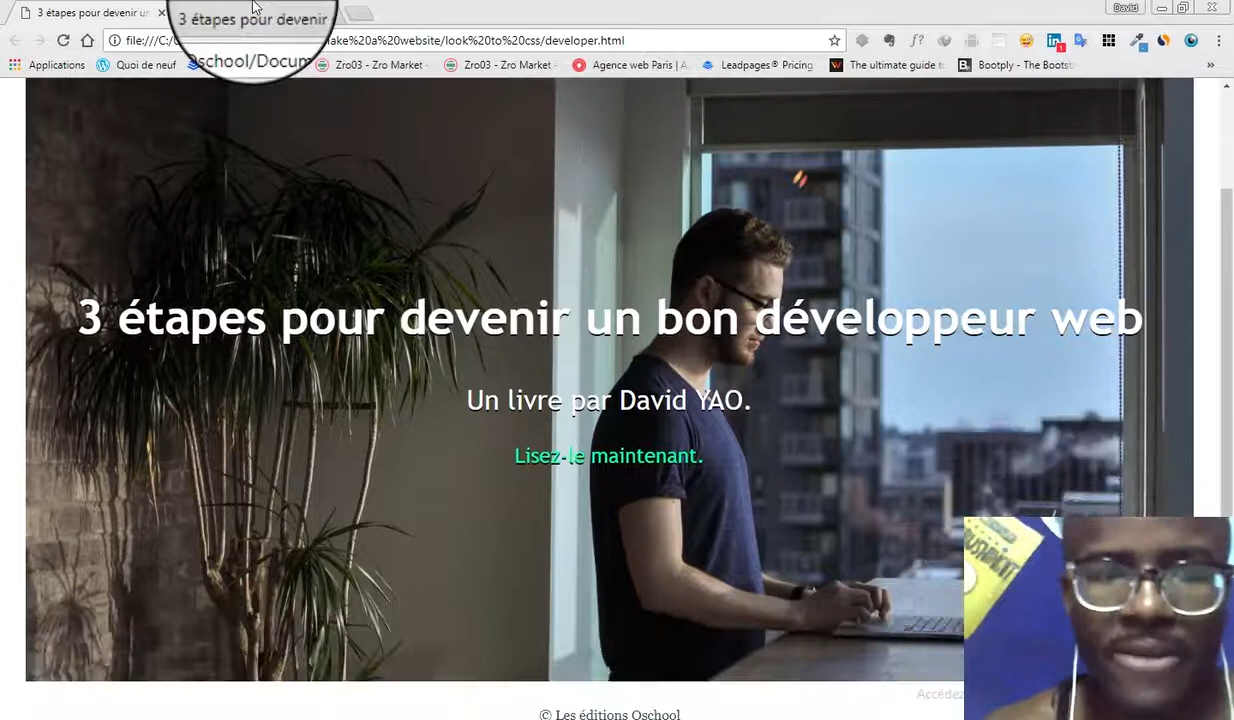 3 étapes pour devenir un
3 étapes pour devenir
David
file:///C:/
ake%20a%20website/look%20to%20css/developer.html
school/Docum
Applications
Quoi de neuf
Zro03 - Zro Market -
Zro03 - Zro Market -
Agence web Paris | A
Leadpages® Pricing
The ultimate guide to
Bootply - The Bootst
»
3 étapes pour devenir un bon développeur web
Un livre par David YAO.
Lisez-le maintenant.
Accédez
© Les éditions Oschool